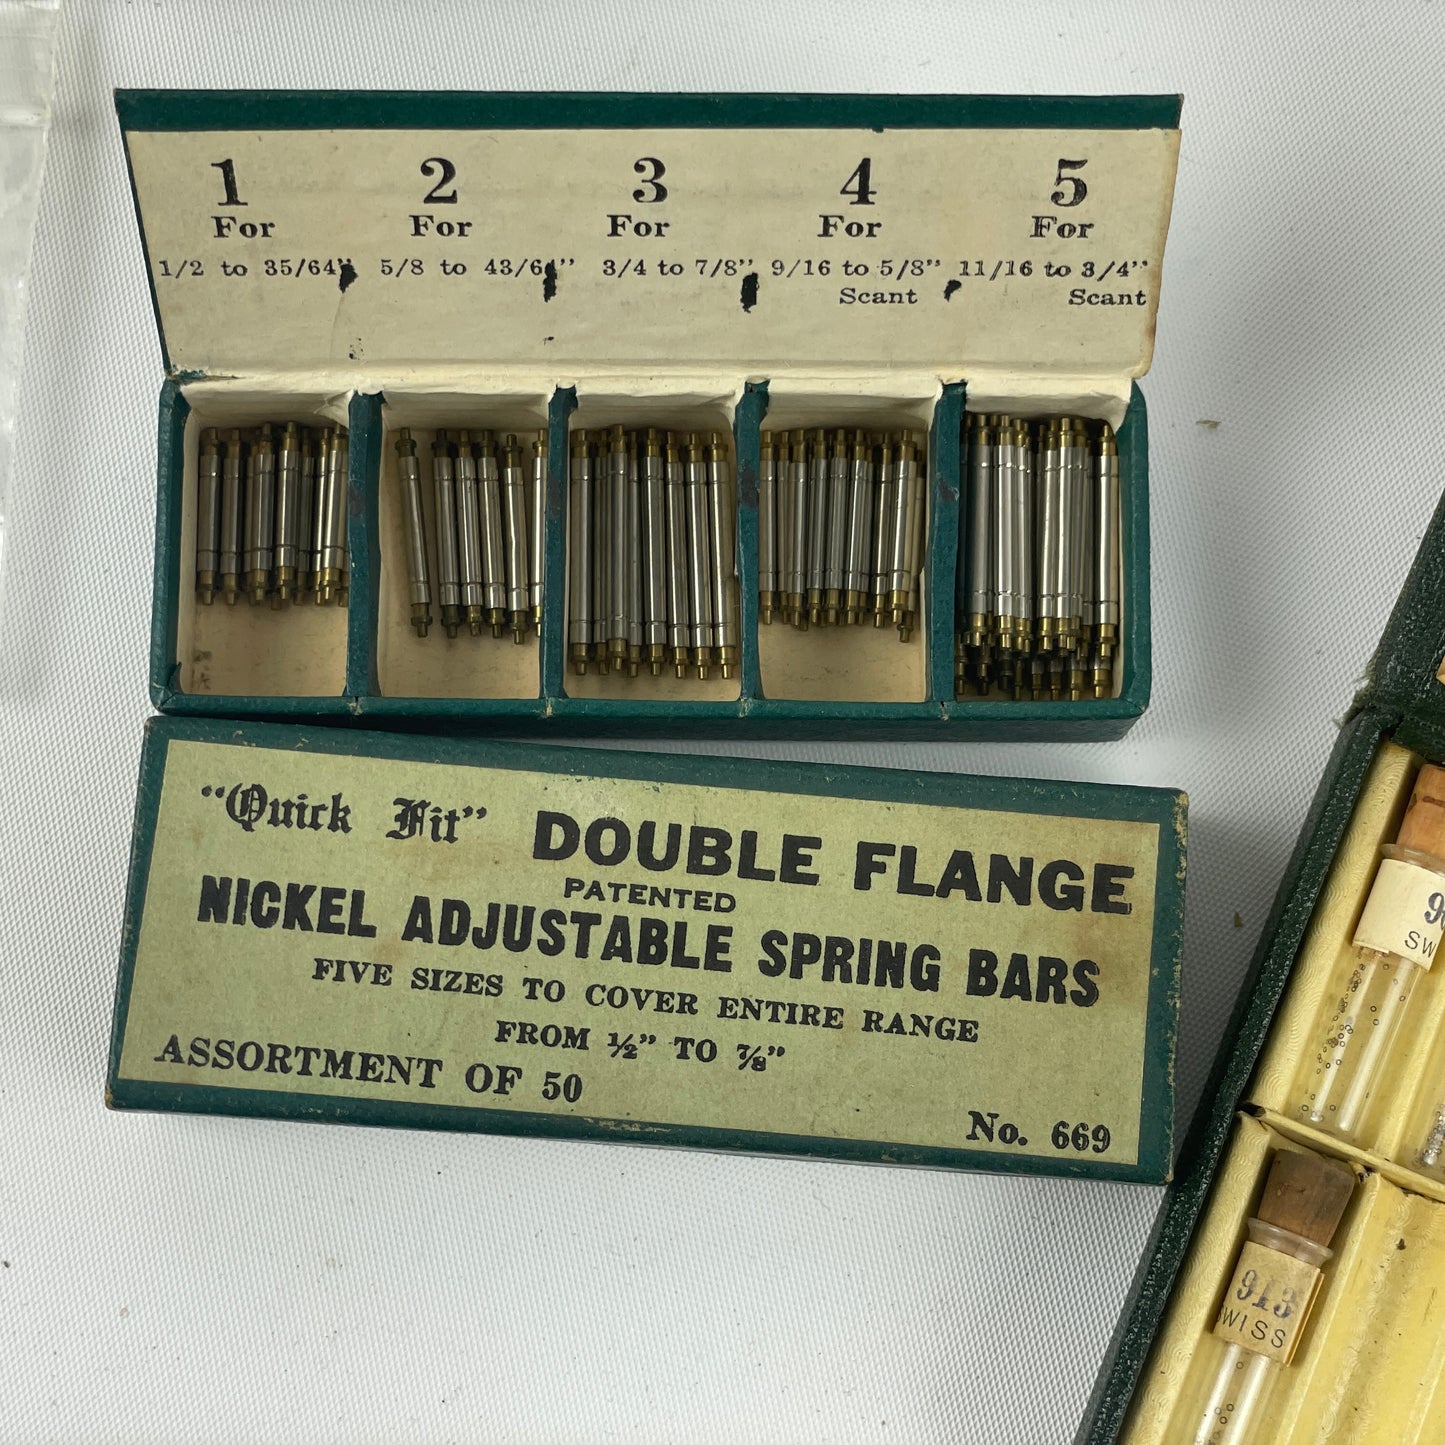 1 2 3 4 5
For For For For For
1/2 to 35/64" 5/8 to 43/64" 3/4 to 7/8" 9/16 to 5/8" 11/16 to 3/4"
Scant Scant
"Quick Fit" DOUBLE FLANGE
PATENTED
NICKEL ADJUSTABLE SPRING BARS
FIVE SIZES TO COVER ENTIRE RANGE
FROM ½" TO ⅞"
ASSORTMENT OF 50
No. 669
913
SWISS